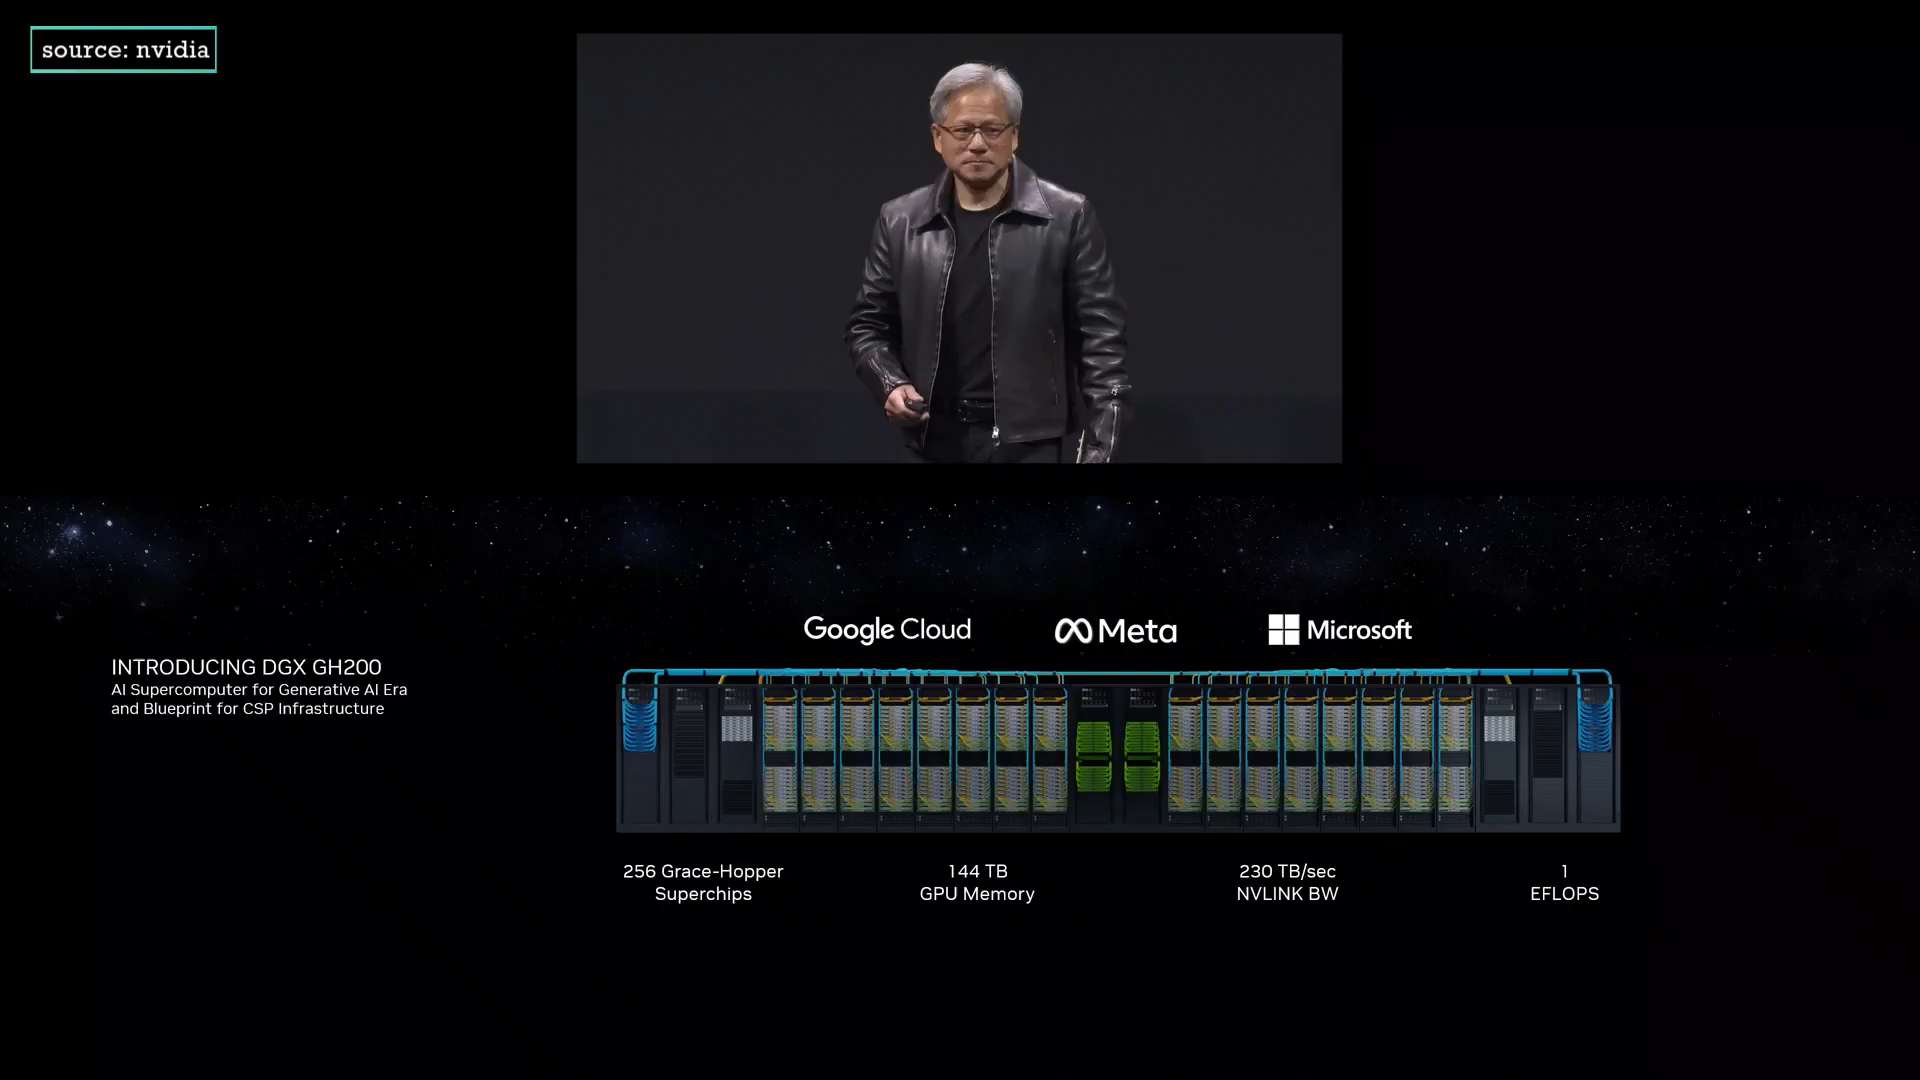 source: nvidia
Google Cloud
Meta
Microsoft
INTRODUCING DGX GH200
AI Supercomputer for Generative AI Era
and Blueprint for CSP Infrastructure
256 Grace-Hopper
Superchips
144 TB
GPU Memory
230 TB/sec
NVLINK BW
1
EFLOPS